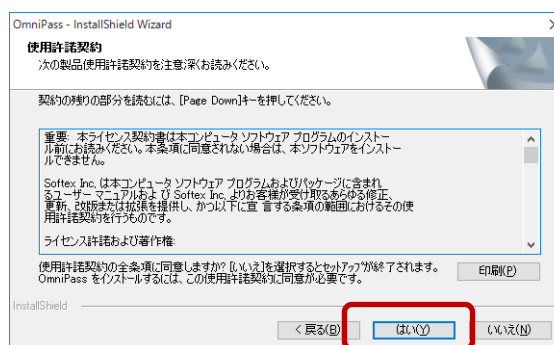 OmniPass - InstallShield Wizard
使用許諾契約
次の製品使用許諾契約を注意深くお読みください。
契約の残りの部分を読むには、[Page Down]キーを押してください。
重要: 本ライセンス契約書は本コンピュータ ソフトウェア プログラムのインストー
ル前にお読みください。本条項に同意されない場合は、本ソフトウェアをインストー
ルできません。
Softex Inc. は本コンピュータ ソフトウェア プログラムおよびパッケージに含まれ
るユーザー マニュアルおよ び Softex Inc. よりお客様が受け取るあらゆる修正、
更新、改版または拡張を提供し、かつ以下に宣 言する条項の範囲におけるその使
用許諾契約を行うものです。
ライセンス許諾および著作権:
使用許諾契約の全条項に同意しますか? [いいえ]を選択するとセットアップが終了されます。
OmniPass をインストールするには、この使用許諾契約に同意が必要です。
印刷(P)
InstallShield
< 戻る(B)
はい(Y)
いいえ(N)